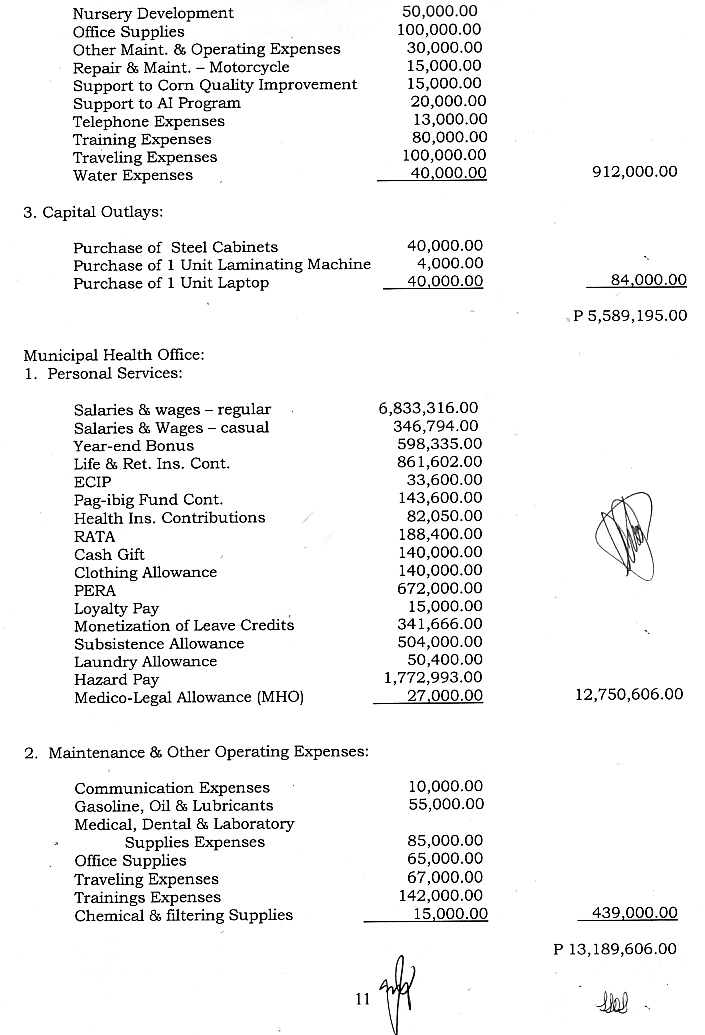 Nursery Development 50,000.00
Office Supplies 100,000.00
Other Maint. & Operating Expenses 30,000.00
Repair & Maint. – Motorcycle 15,000.00
Support to Corn Quality Improvement 15,000.00
Support to AI Program 20,000.00
Telephone Expenses 13,000.00
Training Expenses 80,000.00
Traveling Expenses 100,000.00
Water Expenses 40,000.00 912,000.00
3. Capital Outlays:
Purchase of Steel Cabinets 40,000.00
Purchase of 1 Unit Laminating Machine 4,000.00
Purchase of 1 Unit Laptop 40,000.00 84,000.00
P 5,589,195.00
Municipal Health Office:
1. Personal Services:
Salaries & wages – regular 6,833,316.00
Salaries & Wages – casual 346,794.00
Year-end Bonus 598,335.00
Life & Ret. Ins. Cont. 861,602.00
ECIP 33,600.00
Pag-ibig Fund Cont. 143,600.00
Health Ins. Contributions 82,050.00
RATA 188,400.00
Cash Gift 140,000.00
Clothing Allowance 140,000.00
PERA 672,000.00
Loyalty Pay 15,000.00
Monetization of Leave Credits 341,666.00
Subsistence Allowance 504,000.00
Laundry Allowance 50,400.00
Hazard Pay 1,772,993.00
Medico-Legal Allowance (MHO) 27,000.00 12,750,606.00
2. Maintenance & Other Operating Expenses:
Communication Expenses 10,000.00
Gasoline, Oil & Lubricants 55,000.00
Medical, Dental & Laboratory
Supplies Expenses 85,000.00
Office Supplies 65,000.00
Traveling Expenses 67,000.00
Trainings Expenses 142,000.00
Chemical & filtering Supplies 15,000.00 439,000.00
P 13,189,606.00
11